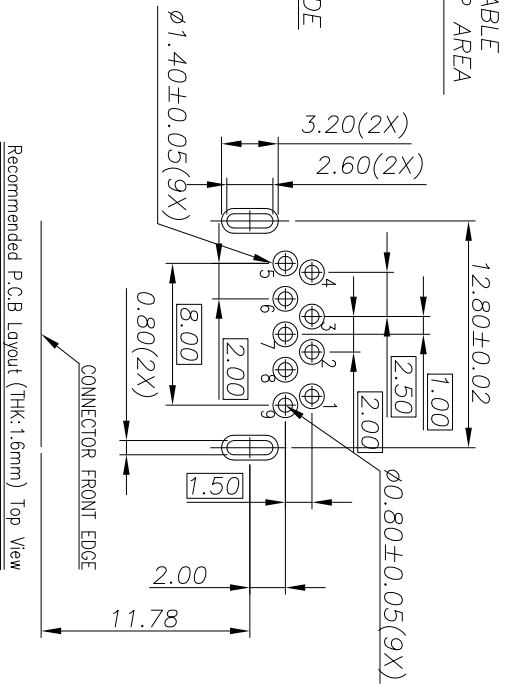 ABLE
P AREA
DE
Ø1.40±0.05(9X)
3.20(2X)
2.60(2X)
12.80±0.02
1.00
2.50
2.00
Ø0.80±0.05(9X)
4
3
2
1
5
6
7
8
9
2.00
8.00
0.80(2X)
1.50
2.00
11.78
CONNECTOR FRONT EDGE
Recommended P.C.B Layout (THK:1.6mm) Top View